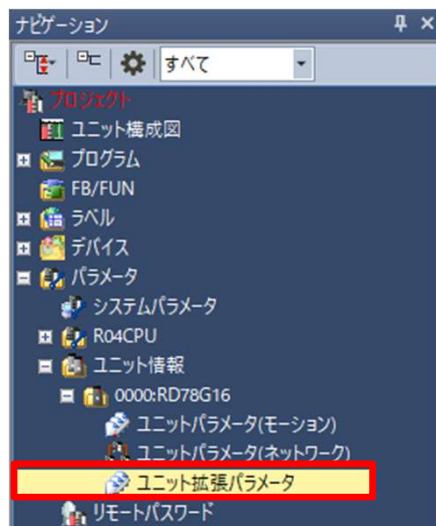 ナビゲーション
すべて
プロジェクト
ユニット構成図
プログラム
FB/FUN
ラベル
デバイス
パラメータ
システムパラメータ
R04CPU
ユニット情報
0000:RD78G16
ユニットパラメータ(モーション)
ユニットパラメータ(ネットワーク)
ユニット拡張パラメータ
リモートパスワード